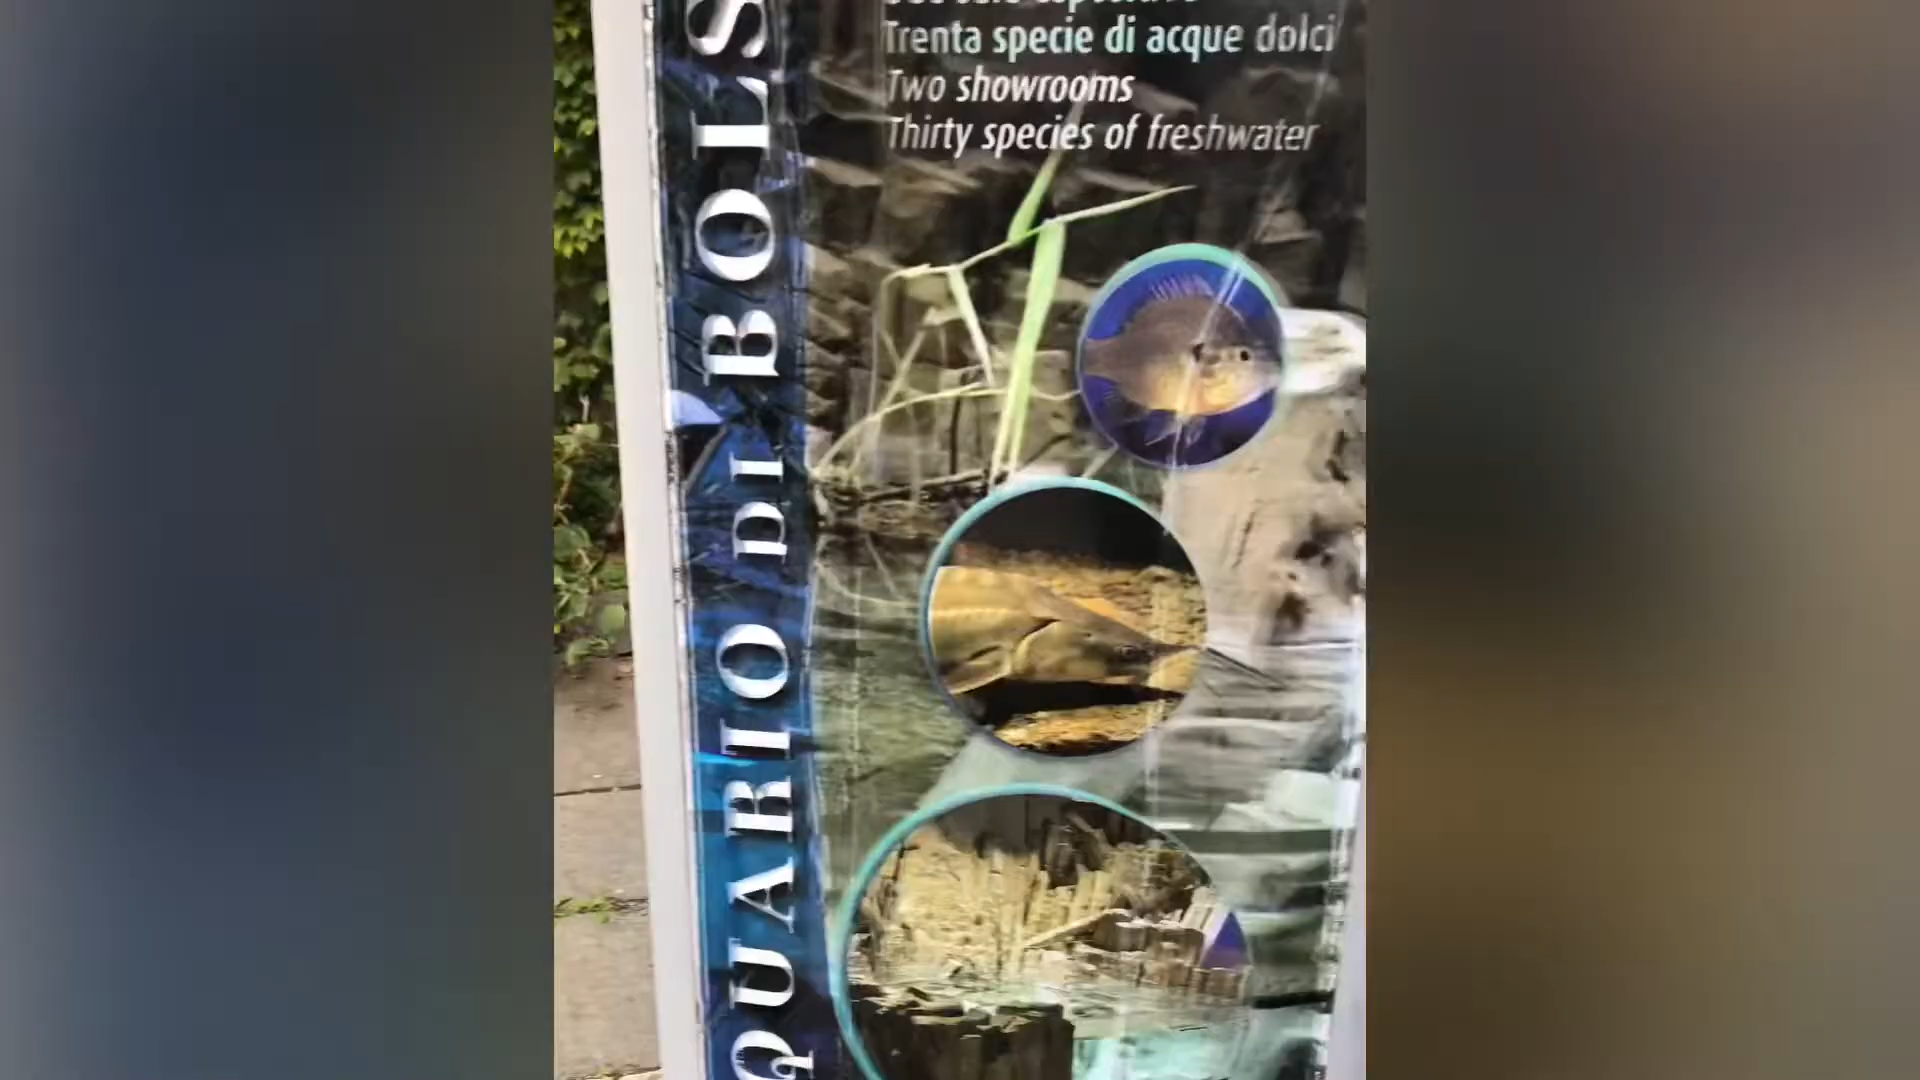 Trenta specie di acque dolci
Two showrooms
Thirty species of freshwater
QUARIO DI BOLS